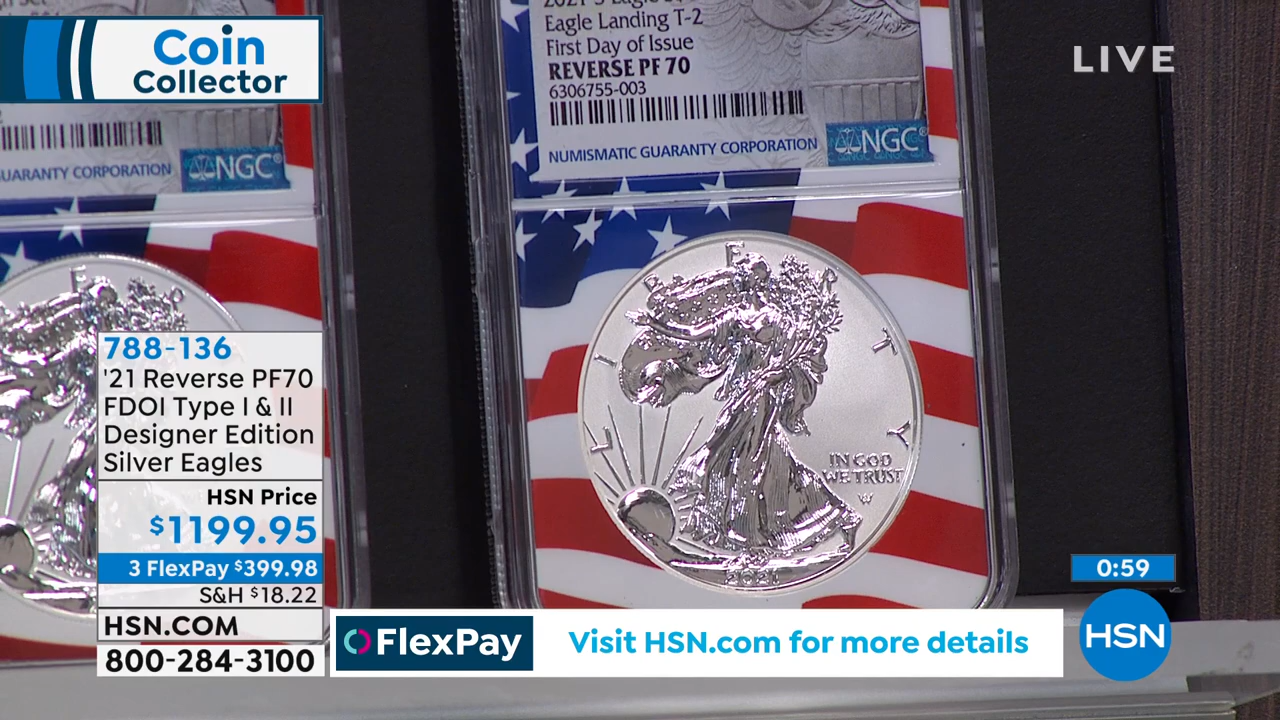 Coin
Collector
LIVE
2021-S Eagle
Eagle Landing T-2
First Day of Issue
REVERSE PF 70
6306755-003
NUMISMATIC GUARANTY CORPORATION
NGC
GUARANTY CORPORATION
NGC
LIBERTY
IN GOD
WE TRUST
2021
788-136
'21 Reverse PF70
FDOI Type I & II
Designer Edition
Silver Eagles
HSN Price
$1199.95
3 FlexPay $399.98
S&H $18.22
HSN.COM
800-284-3100
FlexPay
Visit HSN.com for more details
0:59
HSN